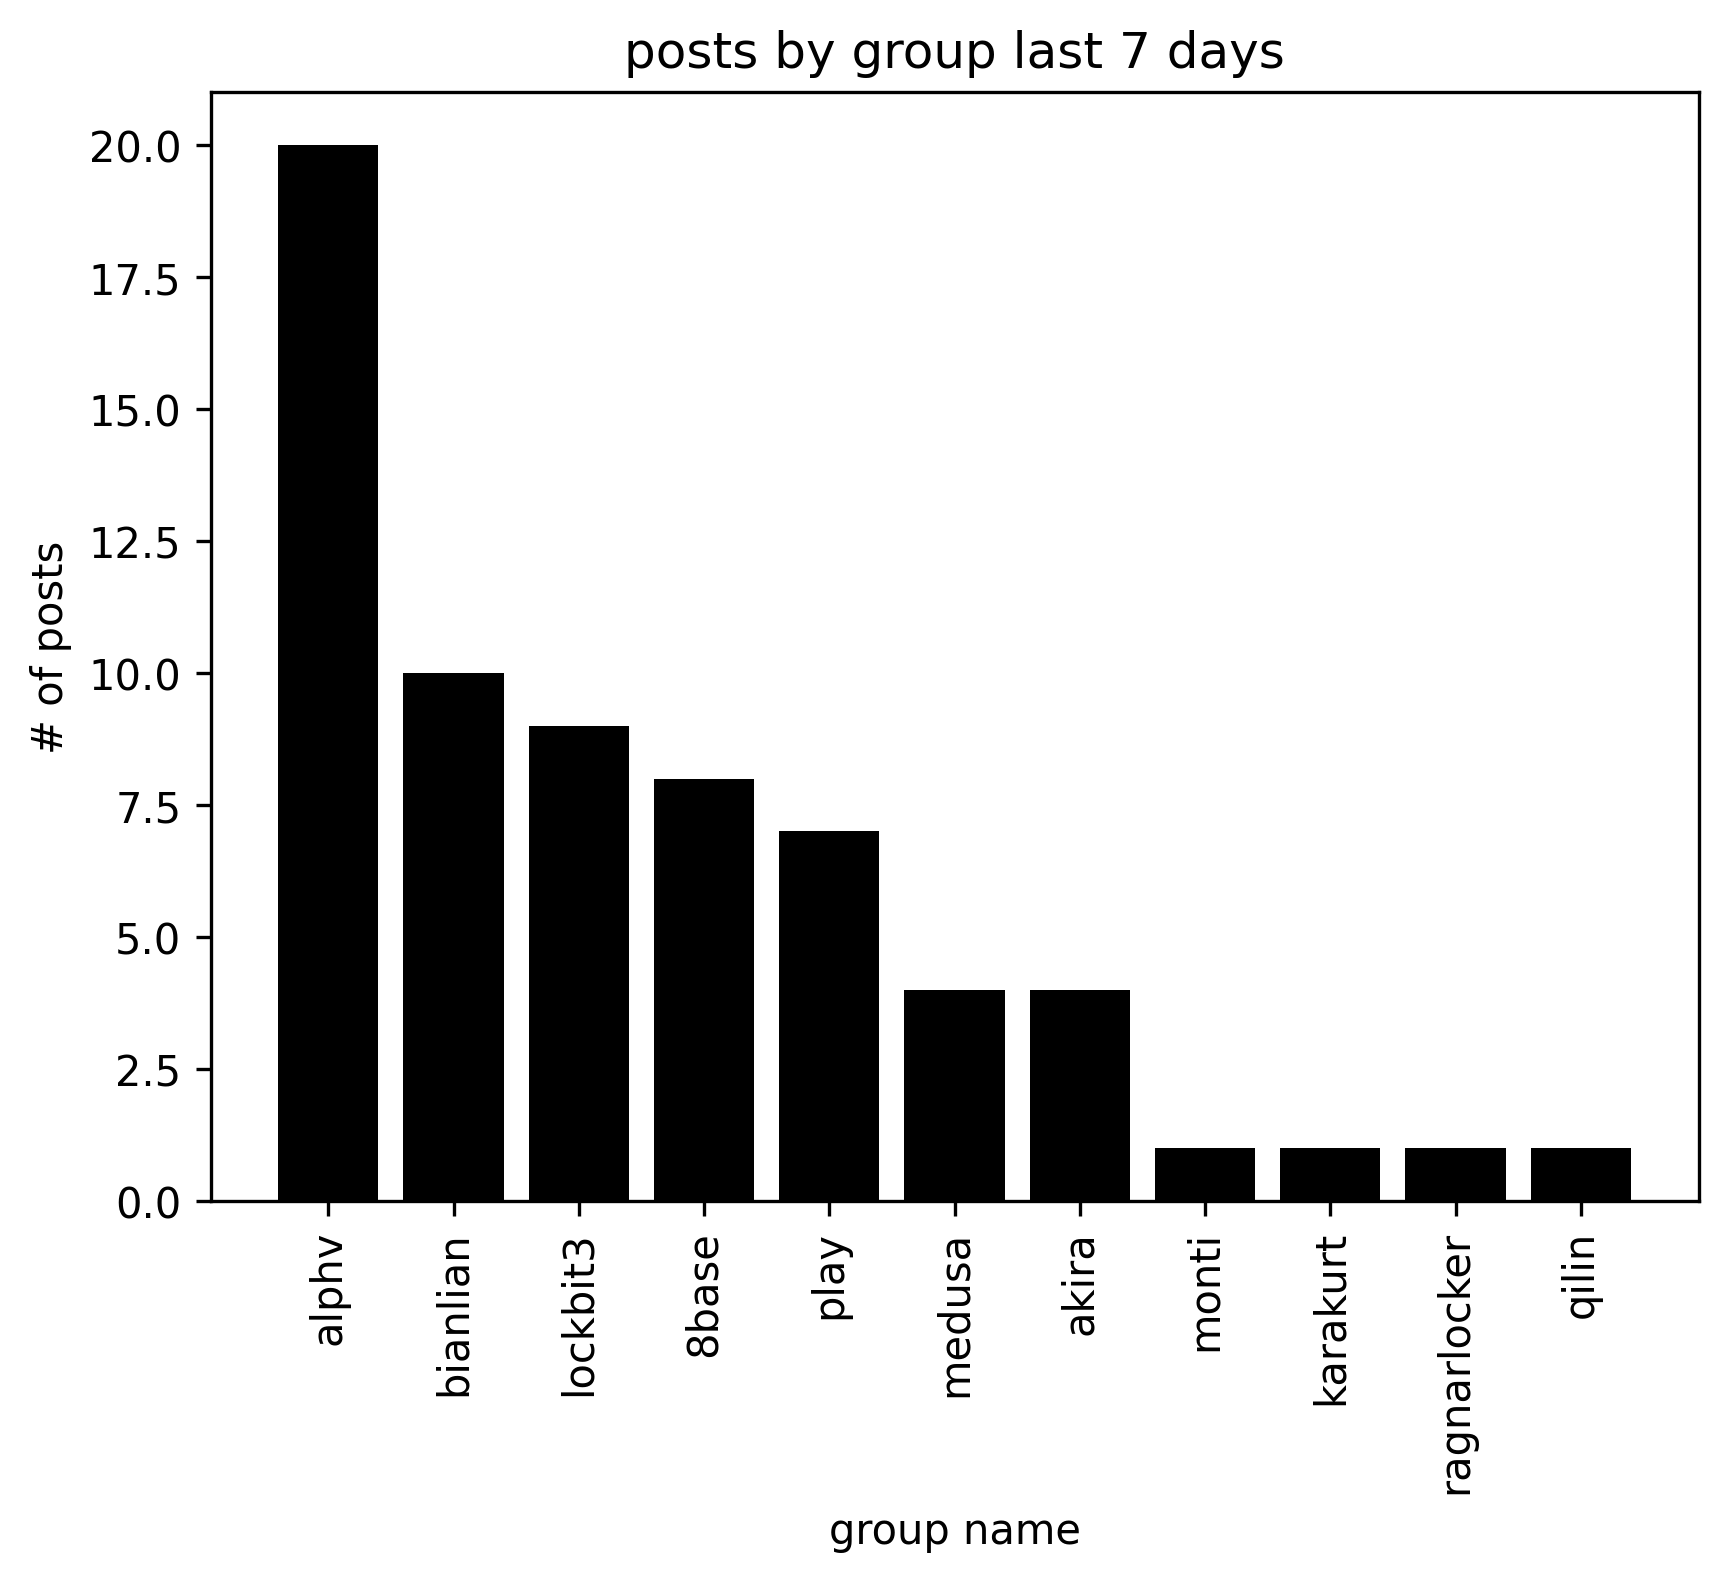 posts by group last 7 days
# of posts
20.0
17.5
15.0
12.5
10.0
7.5
5.0
2.5
0.0
alphv
bianlian
lockbit3
8base
play
medusa
akira
monti
karakurt
ragnarlocker
qilin
group name